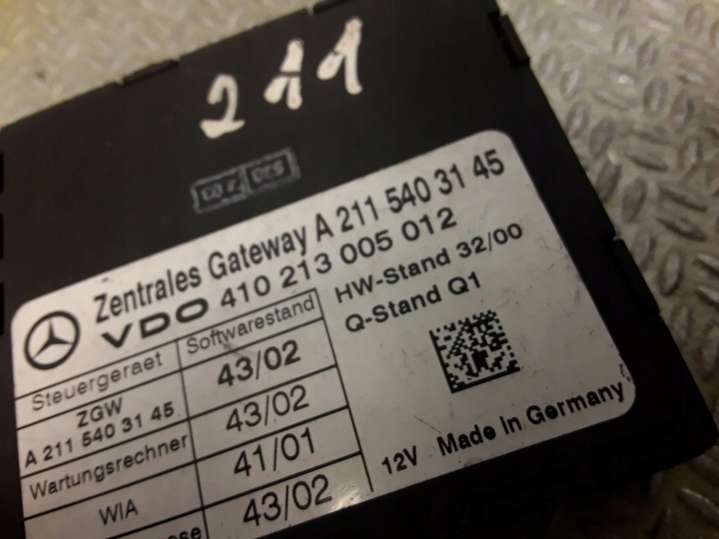 211
Zentrales Gateway A 211 540 31 45
VDO 410 213 005 012
HW-Stand 32/00
Q-Stand Q1
Steuergeraet Softwarestand
ZGW
A 211 540 31 45 43/02
Wartungsrechner 43/02
WIA 41/01
43/02
12V Made in Germany